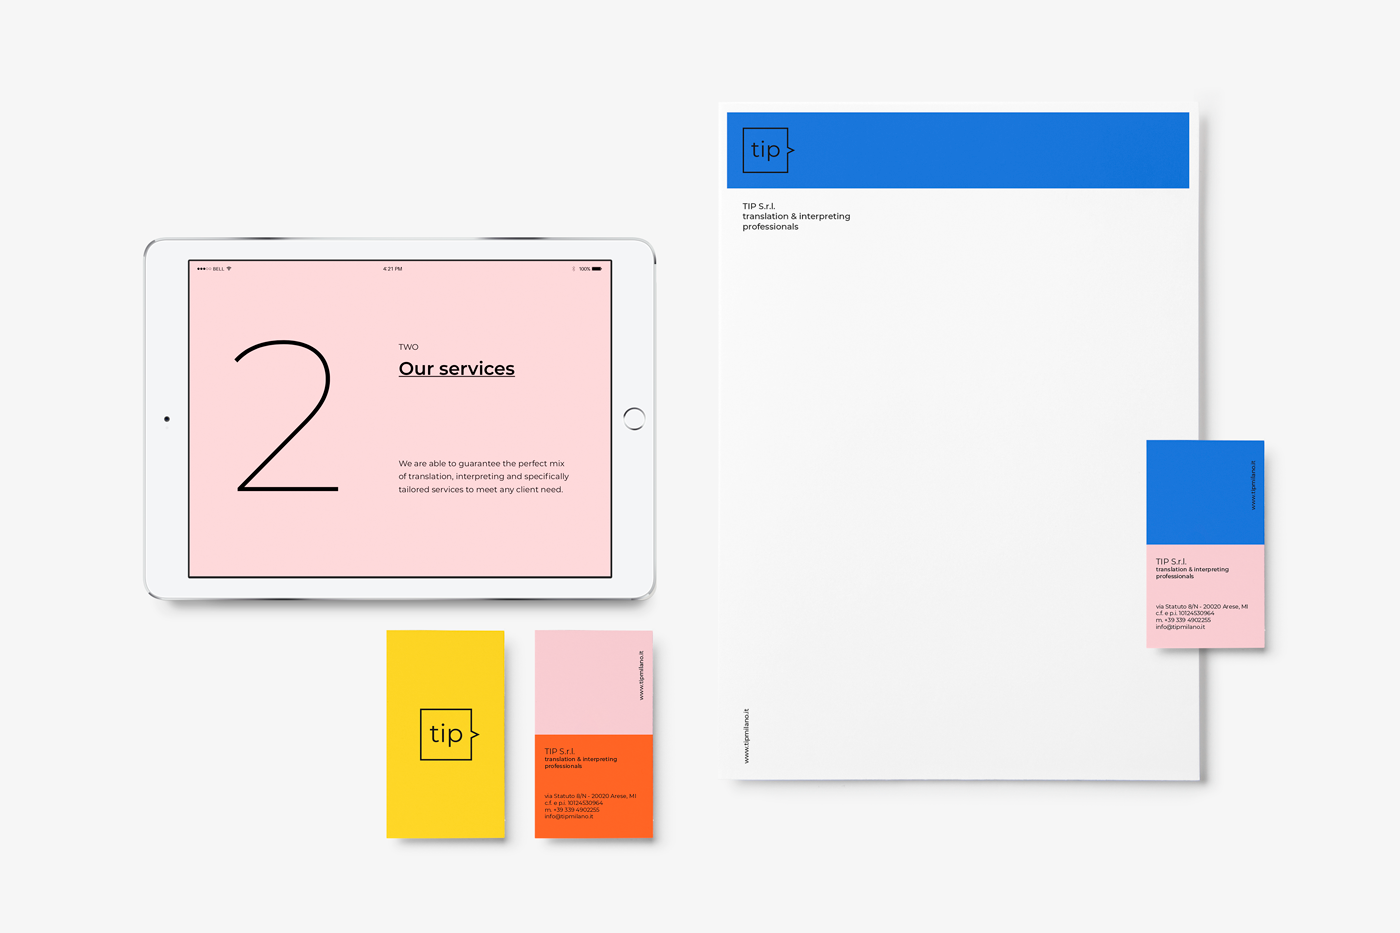 BELL
4:21 PM
100%
2
TWO
Our services
We are able to guarantee the perfect mix
of translation, interpreting and specifically
tailored services to meet any client need.
tip
www.tipmilano.it
TIP S.r.l.
translation & interpreting
professionals
via Statuto 8/N - 20020 Arese, MI
c.f. e p.i. 10124530964
m. +39 339 4902255
info@tipmilano.it
tip
TIP S.r.l.
translation & interpreting
professionals
www.tipmilano.it
www.tipmilano.it
TIP S.r.l.
translation & interpreting
professionals
via Statuto 8/N - 20020 Arese, MI
c.f. e p.i. 10124530964
m. +39 339 4902255
info@tipmilano.it